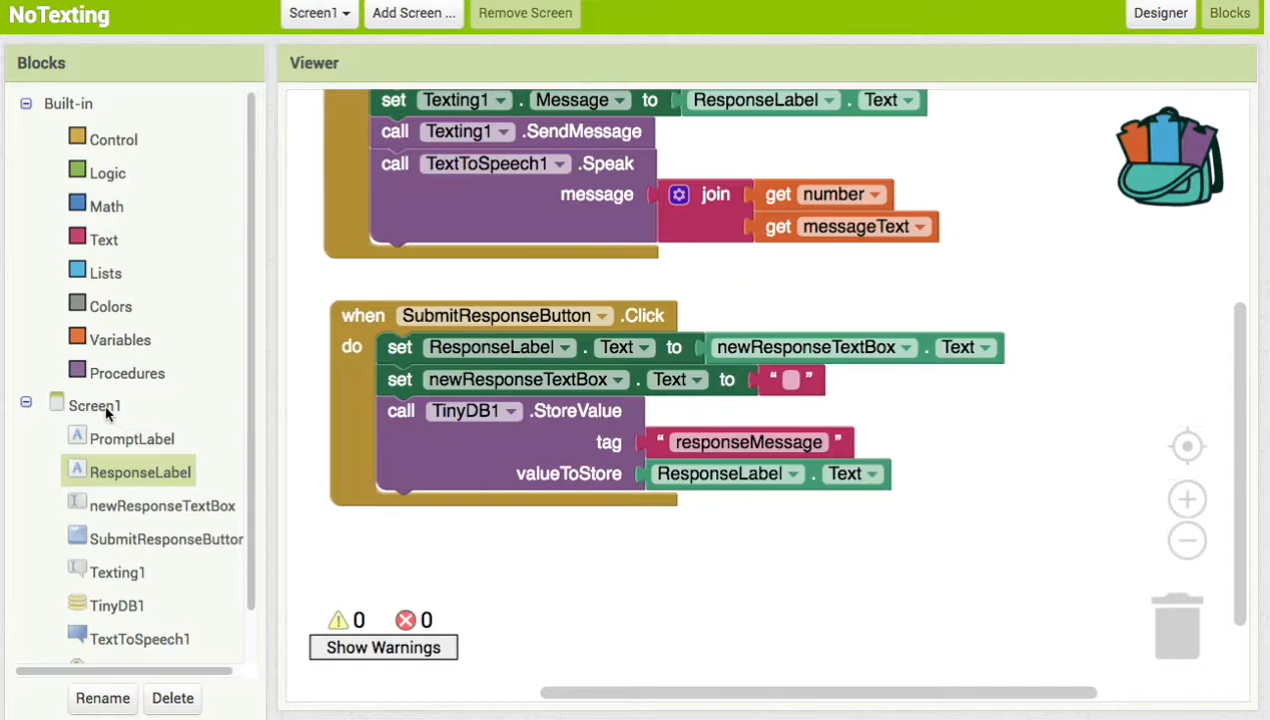 NoTexting
Screen1
Add Screen ...
Remove Screen
Designer
Blocks
Blocks
Viewer
Built-in
Control
Logic
Math
Text
Lists
Colors
Variables
Procedures
Screen1
PromptLabel
ResponseLabel
newResponseTextBox
SubmitResponseButtor
Texting1
TinyDB1
TextToSpeech1
Rename
Delete
set Texting1 . Message to ResponseLabel . Text
call Texting1 .SendMessage
call TextToSpeech1 .Speak
message join get number
get messageText
when SubmitResponseButton .Click
do set ResponseLabel . Text to newResponseTextBox . Text
set newResponseTextBox . Text to “ ”
call TinyDB1 .StoreValue
tag “ responseMessage ”
valueToStore ResponseLabel . Text
0 0
Show Warnings